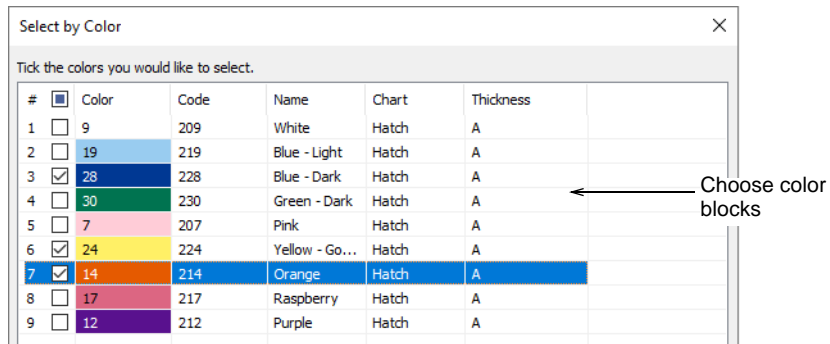 Select by Color
Tick the colors you would like to select.
# Color Code Name Chart Thickness
1 9 209 White Hatch A
2 19 219 Blue - Light Hatch A
3 28 228 Blue - Dark Hatch A
4 30 230 Green - Dark Hatch A
5 7 207 Pink Hatch A
6 24 224 Yellow - Go... Hatch A
7 14 214 Orange Hatch A
8 17 217 Raspberry Hatch A
9 12 212 Purple Hatch A
Choose color
blocks